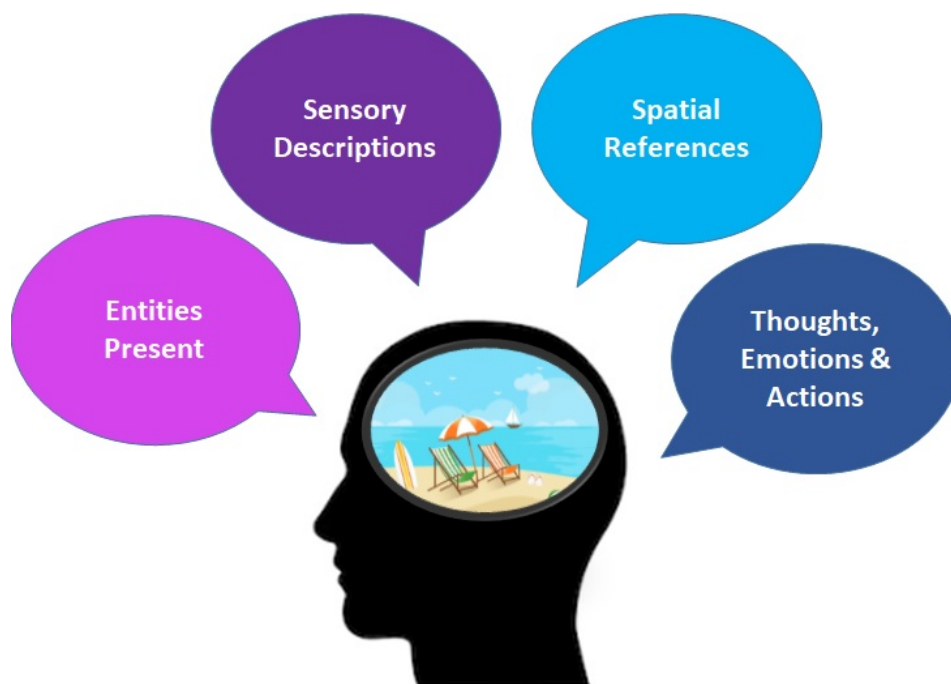 Sensory
Descriptions
Spatial
References
Entities
Present
Thoughts,
Emotions &
Actions